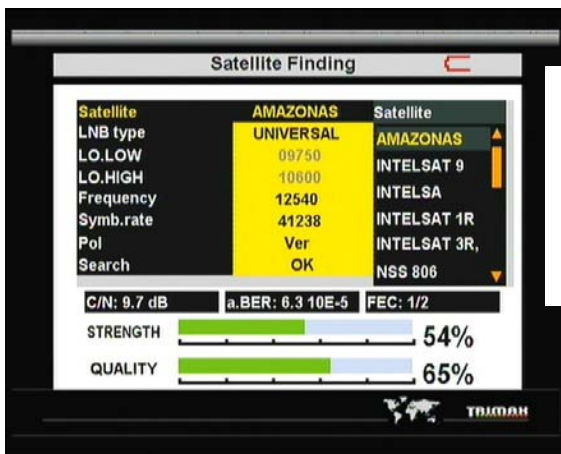 Satellite Finding
Satellite AMAZONAS Satellite
LNB type UNIVERSAL AMAZONAS
LO.LOW 09750 INTELSAT 9
LO.HIGH 10600 INTELSA
Frequency 12540 INTELSAT 1R
Symb.rate 41238 INTELSAT 3R,
Pol Ver NSS 806
Search OK
C/N: 9.7 dB a.BER: 6.3 10E-5 FEC: 1/2
STRENGTH 54%
QUALITY 65%
TRIMAX